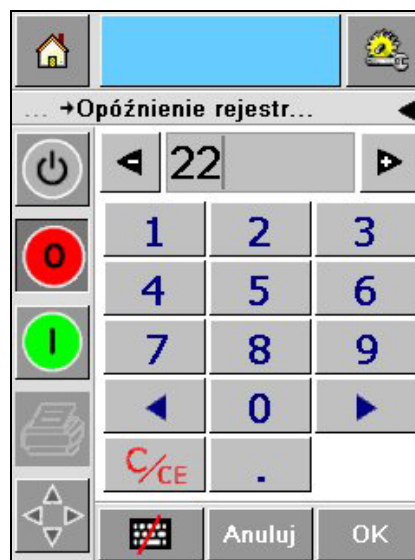 ... →Opóźnienie rejestr...
22
1 2 3
O
4 5 6
I
7 8 9
0
C/CE .
Anuluj OK